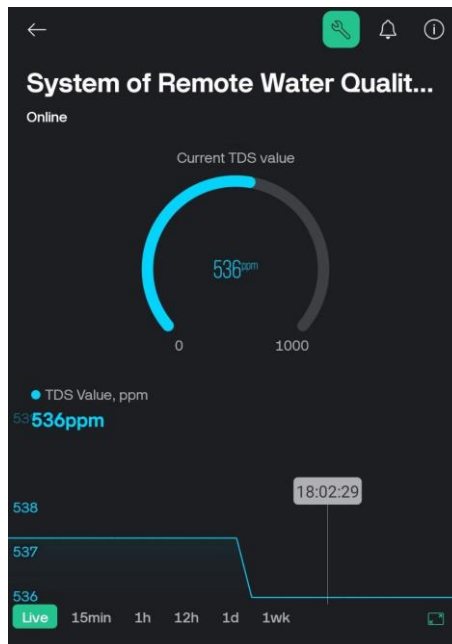 System of Remote Water Qualit...
Online
Current TDS value
536ppm
0
1000
TDS Value, ppm
536ppm
18:02:29
538
537
536
Live
15min
1h
12h
1d
1wk